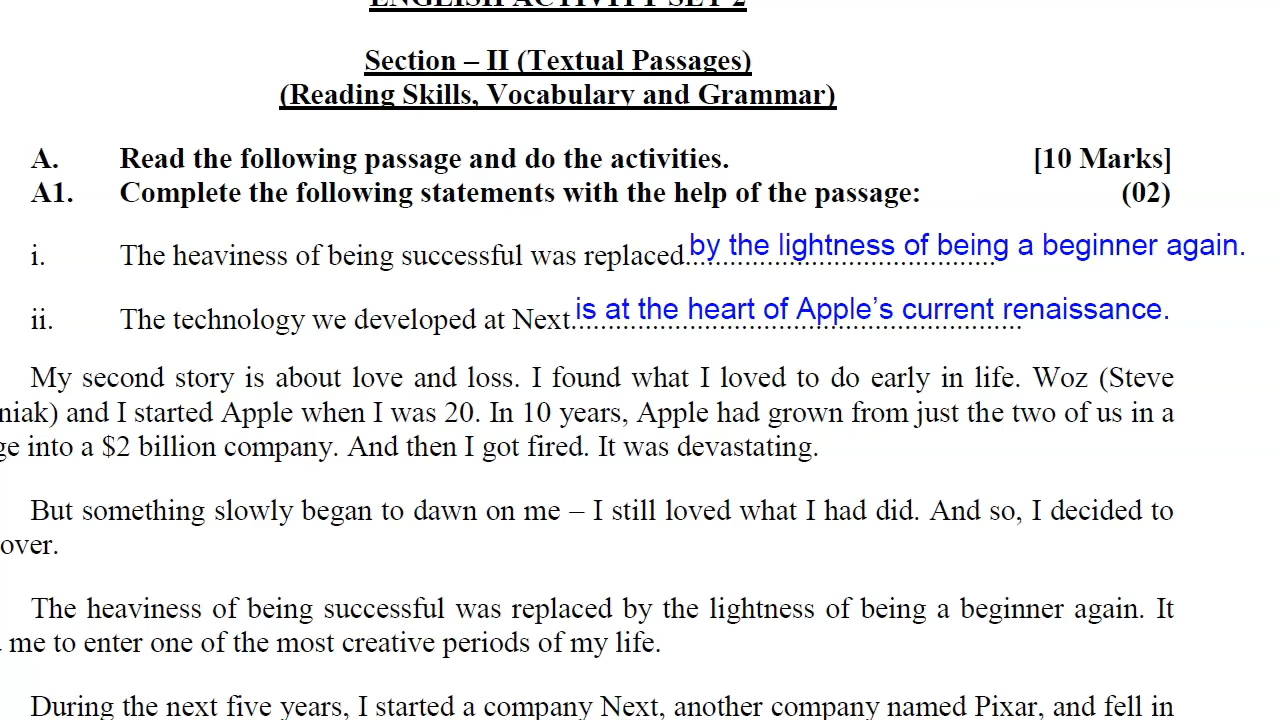 ENGLISH ACTIVITY SET 2
Section – II (Textual Passages)
(Reading Skills, Vocabulary and Grammar)
A. Read the following passage and do the activities. [10 Marks]
A1. Complete the following statements with the help of the passage: (02)
i. The heaviness of being successful was replaced by the lightness of being a beginner again.
ii. The technology we developed at Next is at the heart of Apple’s current renaissance.
My second story is about love and loss. I found what I loved to do early in life. Woz (Steve
niak) and I started Apple when I was 20. In 10 years, Apple had grown from just the two of us in a
ge into a $2 billion company. And then I got fired. It was devastating.
But something slowly began to dawn on me – I still loved what I had did. And so, I decided to
over.
The heaviness of being successful was replaced by the lightness of being a beginner again. It
me to enter one of the most creative periods of my life.
During the next five years, I started a company Next, another company named Pixar, and fell in